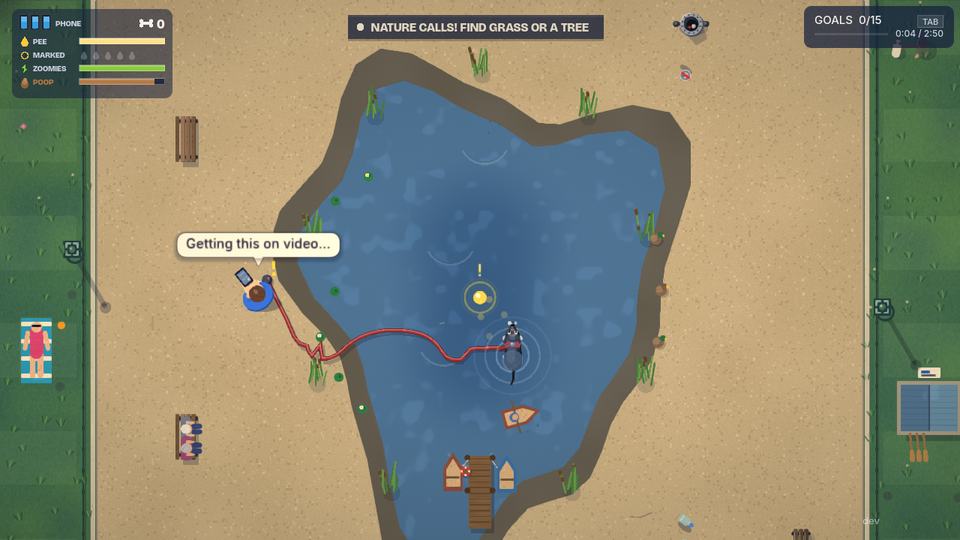 PHONE
0
PEE
MARKED
ZOOMIES
POOP
NATURE CALLS! FIND GRASS OR A TREE
GOALS 0/15
TAB
0:04 / 2:50
Getting this on video...
!
dev